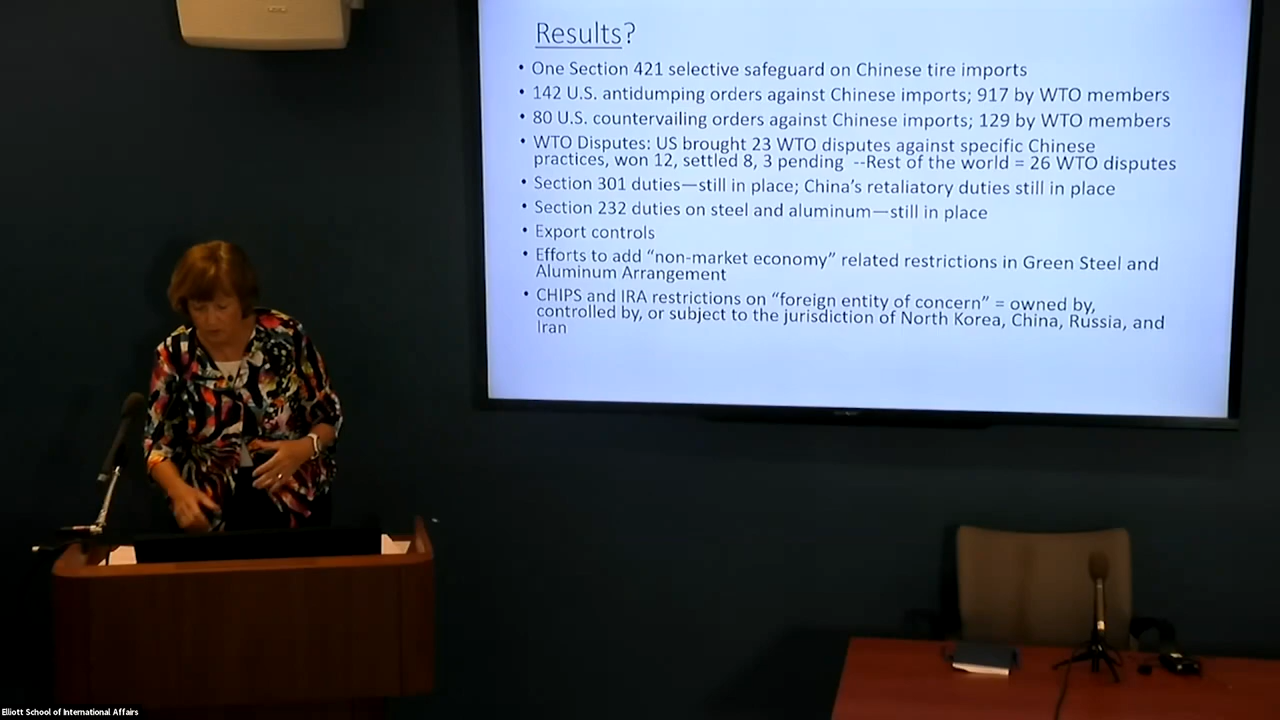 Results?
• One Section 421 selective safeguard on Chinese tire imports
• 142 U.S. antidumping orders against Chinese imports; 917 by WTO members
• 80 U.S. countervailing orders against Chinese imports; 129 by WTO members
• WTO Disputes: US brought 23 WTO disputes against specific Chinese
practices, won 12, settled 8, 3 pending --Rest of the world = 26 WTO disputes
• Section 301 duties—still in place; China's retaliatory duties still in place
• Section 232 duties on steel and aluminum—still in place
• Export controls
• Efforts to add “non-market economy” related restrictions in Green Steel and
Aluminum Arrangement
• CHIPS and IRA restrictions on “foreign entity of concern” = owned by,
controlled by, or subject to the jurisdiction of North Korea, China, Russia, and
Iran
Elliott School of International Affairs